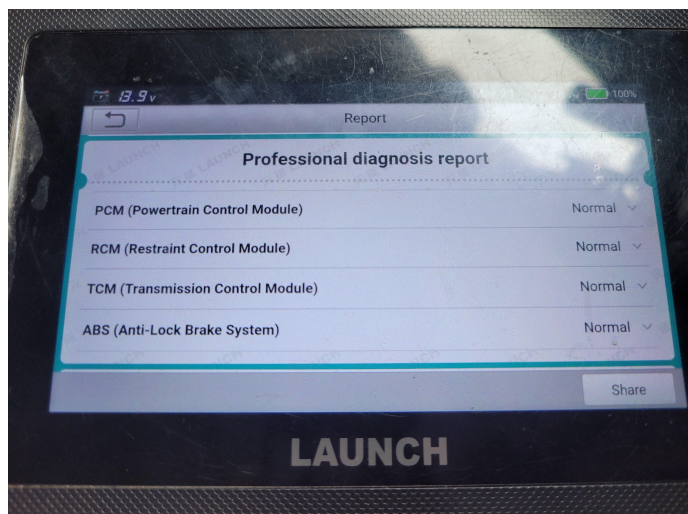 13.9 v
100%
Report
Professional diagnosis report
PCM (Powertrain Control Module) Normal
RCM (Restraint Control Module) Normal
TCM (Transmission Control Module) Normal
ABS (Anti-Lock Brake System) Normal
Share
LAUNCH